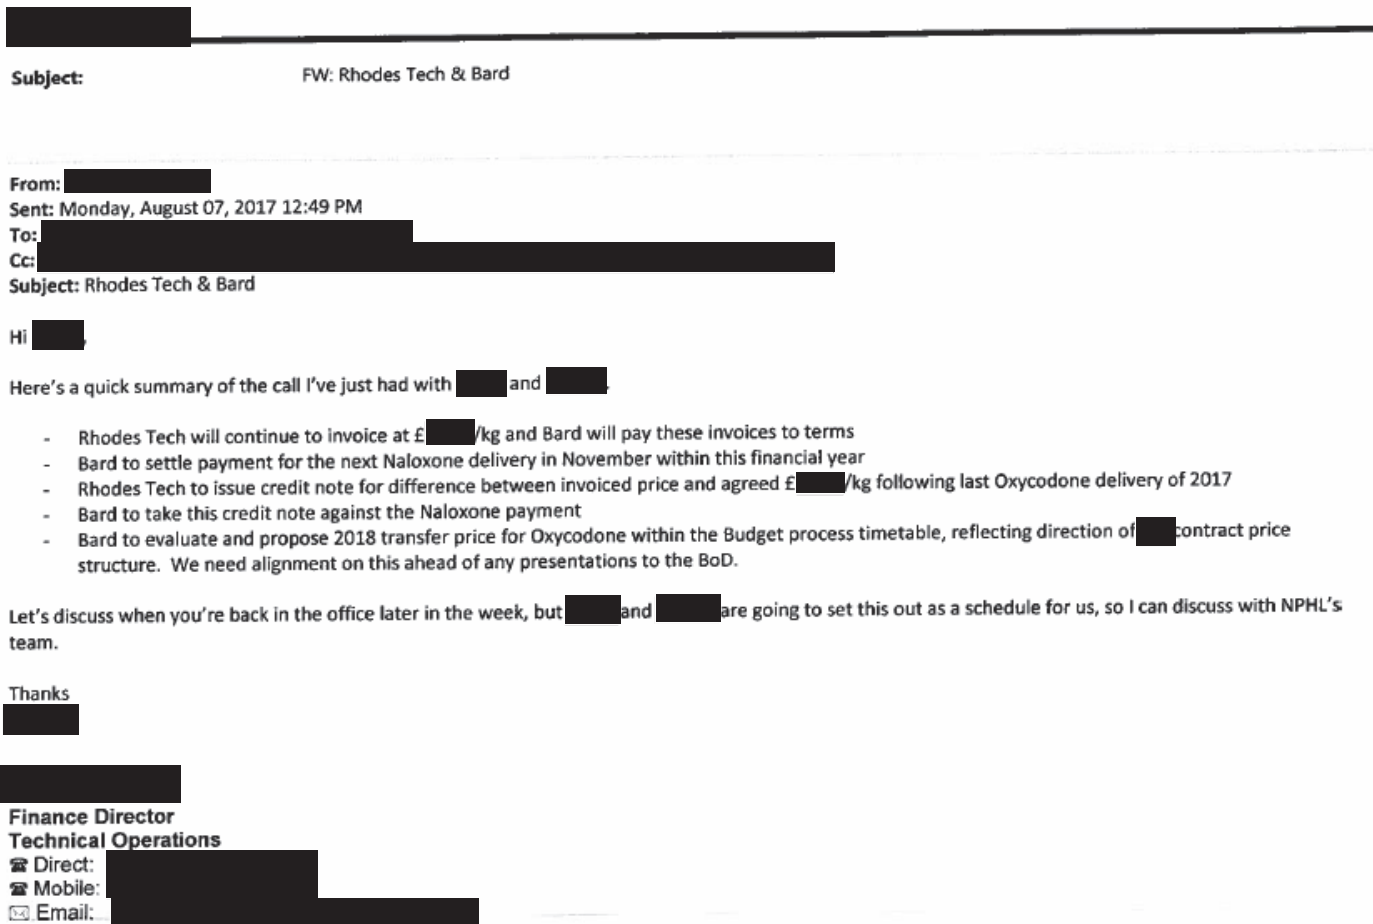 Subject: FW: Rhodes Tech & Bard
From:
Sent: Monday, August 07, 2017 12:49 PM
To:
Cc:
Subject: Rhodes Tech & Bard
Hi ,
Here's a quick summary of the call I've just had with and .
- Rhodes Tech will continue to invoice at £ /kg and Bard will pay these invoices to terms
- Bard to settle payment for the next Naloxone delivery in November within this financial year
- Rhodes Tech to issue credit note for difference between invoiced price and agreed £ /kg following last Oxycodone delivery of 2017
- Bard to take this credit note against the Naloxone payment
- Bard to evaluate and propose 2018 transfer price for Oxycodone within the Budget process timetable, reflecting direction of contract price
structure. We need alignment on this ahead of any presentations to the BoD.
Let's discuss when you're back in the office later in the week, but and are going to set this out as a schedule for us, so I can discuss with NPHL's
team.
Thanks
Finance Director
Technical Operations
☎ Direct:
☎ Mobile:
✉ Email: